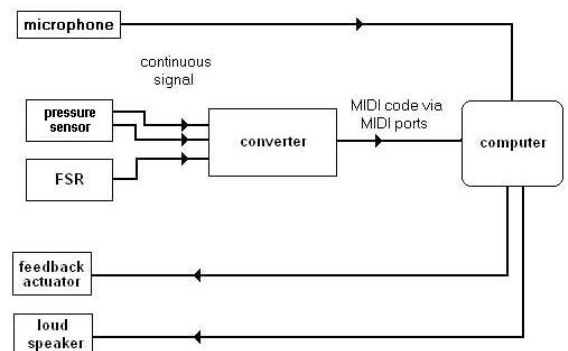 microphone
continuous
signal
pressure
sensor
converter
MIDI code via
MIDI ports
computer
FSR
feedback
actuator
loud
speaker